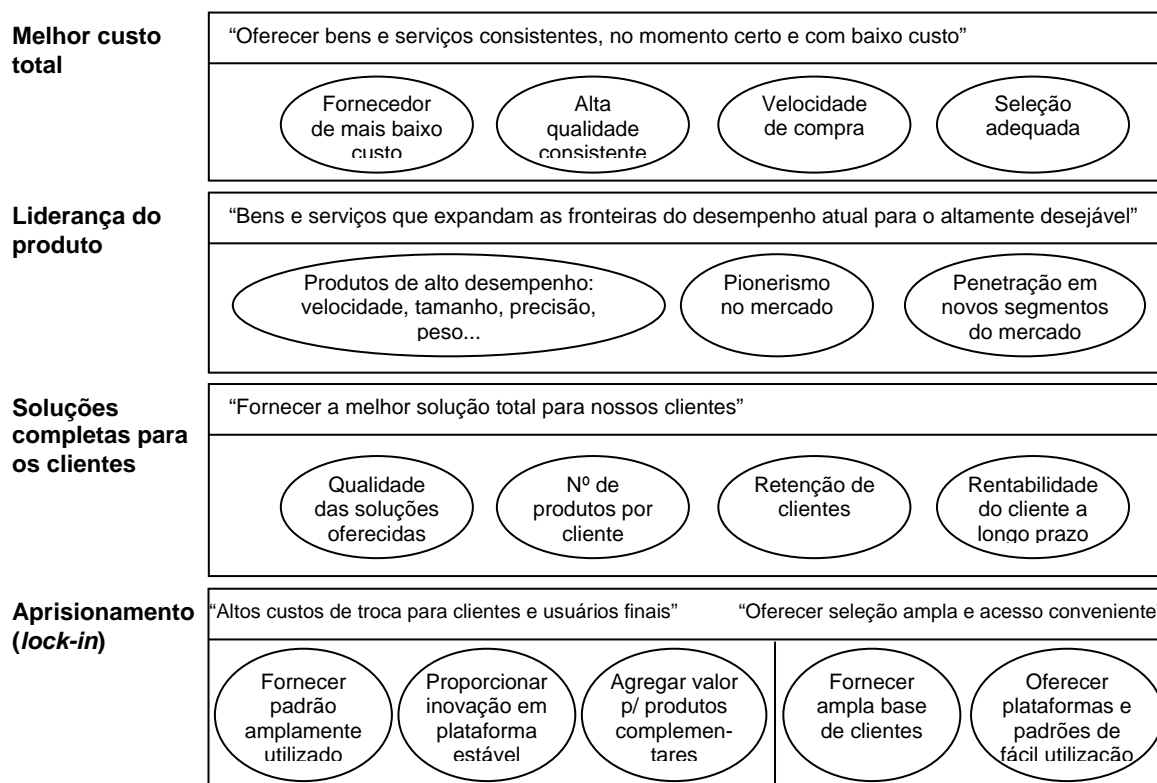 Melhor custo
total
“Oferecer bens e serviços consistentes, no momento certo e com baixo custo”
Fornecedor
de mais baixo
custo
Alta
qualidade
consistente
Velocidade
de compra
Seleção
adequada
Liderança do
produto
“Bens e serviços que expandam as fronteiras do desempenho atual para o altamente desejável”
Produtos de alto desempenho:
velocidade, tamanho, precisão,
peso...
Pionerismo
no mercado
Penetração em
novos segmentos
do mercado
Soluções
completas para
os clientes
“Fornecer a melhor solução total para nossos clientes”
Qualidade
das soluções
oferecidas
Nº de
produtos por
cliente
Retenção de
clientes
Rentabilidade
do cliente a
longo prazo
Aprisionamento
(lock-in)
“Altos custos de troca para clientes e usuários finais”
“Oferecer seleção ampla e acesso conveniente”
Fornecer
padrão
amplamente
utilizado
Proporcionar
inovação em
plataforma
estável
Agregar valor
p/ produtos
complemen-
tares
Fornecer
ampla base
de clientes
Oferecer
plataformas e
padrões de
fácil utilização